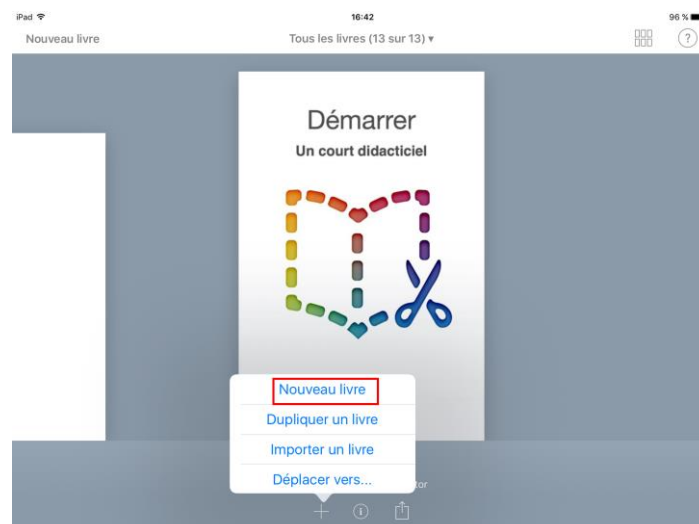 iPad 16:42 96 %
Nouveau livre Tous les livres (13 sur 13) ▾ ?
Démarrer
Un court didacticiel
Nouveau livre
Dupliquer un livre
Importer un livre
Déplacer vers...